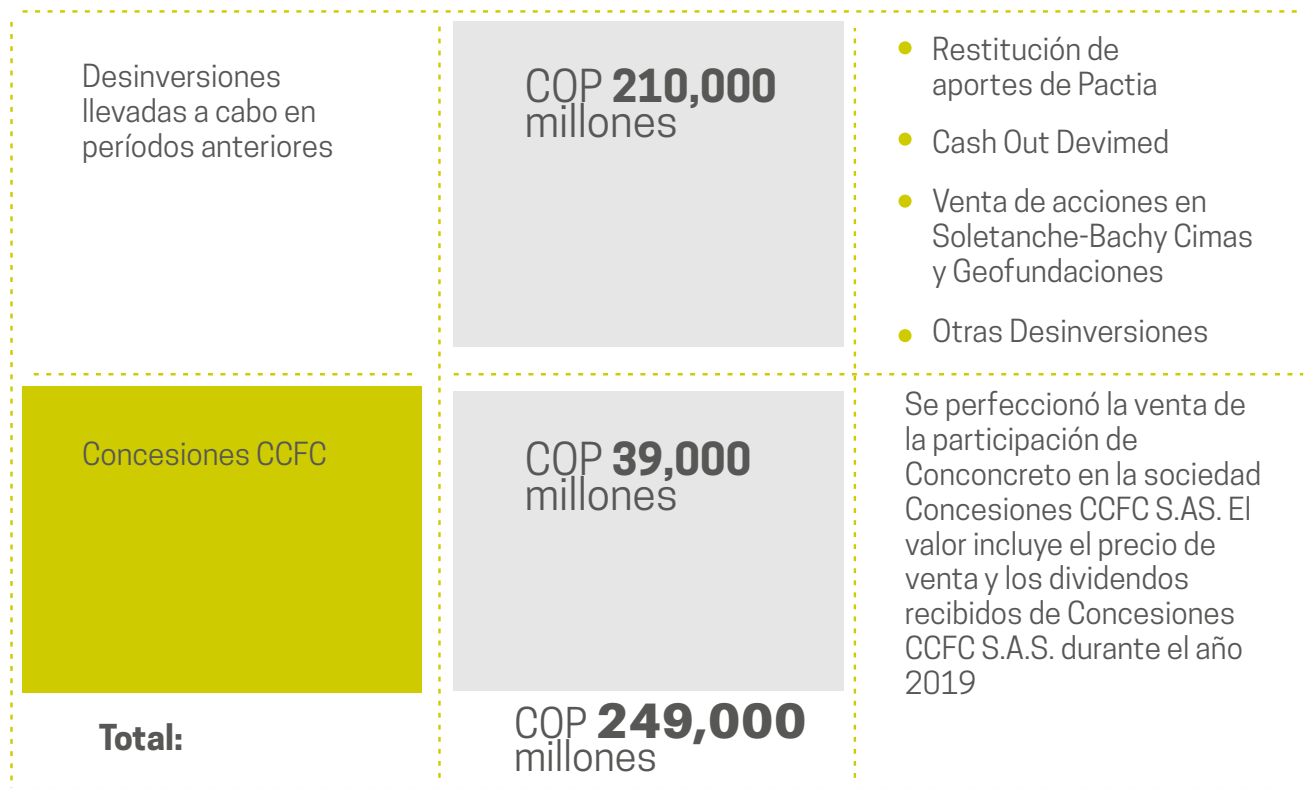 Desinversiones
llevadas a cabo en
períodos anteriores
COP 210,000
millones
Restitución de
aportes de Pactia
Cash Out Devimed
Venta de acciones en
Soletanche-Bachy Cimas
y Geofundaciones
Otras Desinversiones
Concesiones CCFC
COP 39,000
millones
Se perfeccionó la venta de
la participación de
Conconcreto en la sociedad
Concesiones CCFC S.AS. El
valor incluye el precio de
venta y los dividendos
recibidos de Concesiones
CCFC S.A.S. durante el año
2019
Total:
COP 249,000
millones